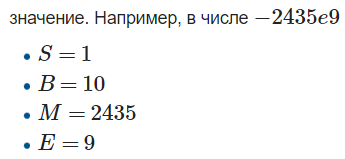 значение. Например, в числе −2435e9
• S = 1
• B = 10
• M = 2435
• E = 9